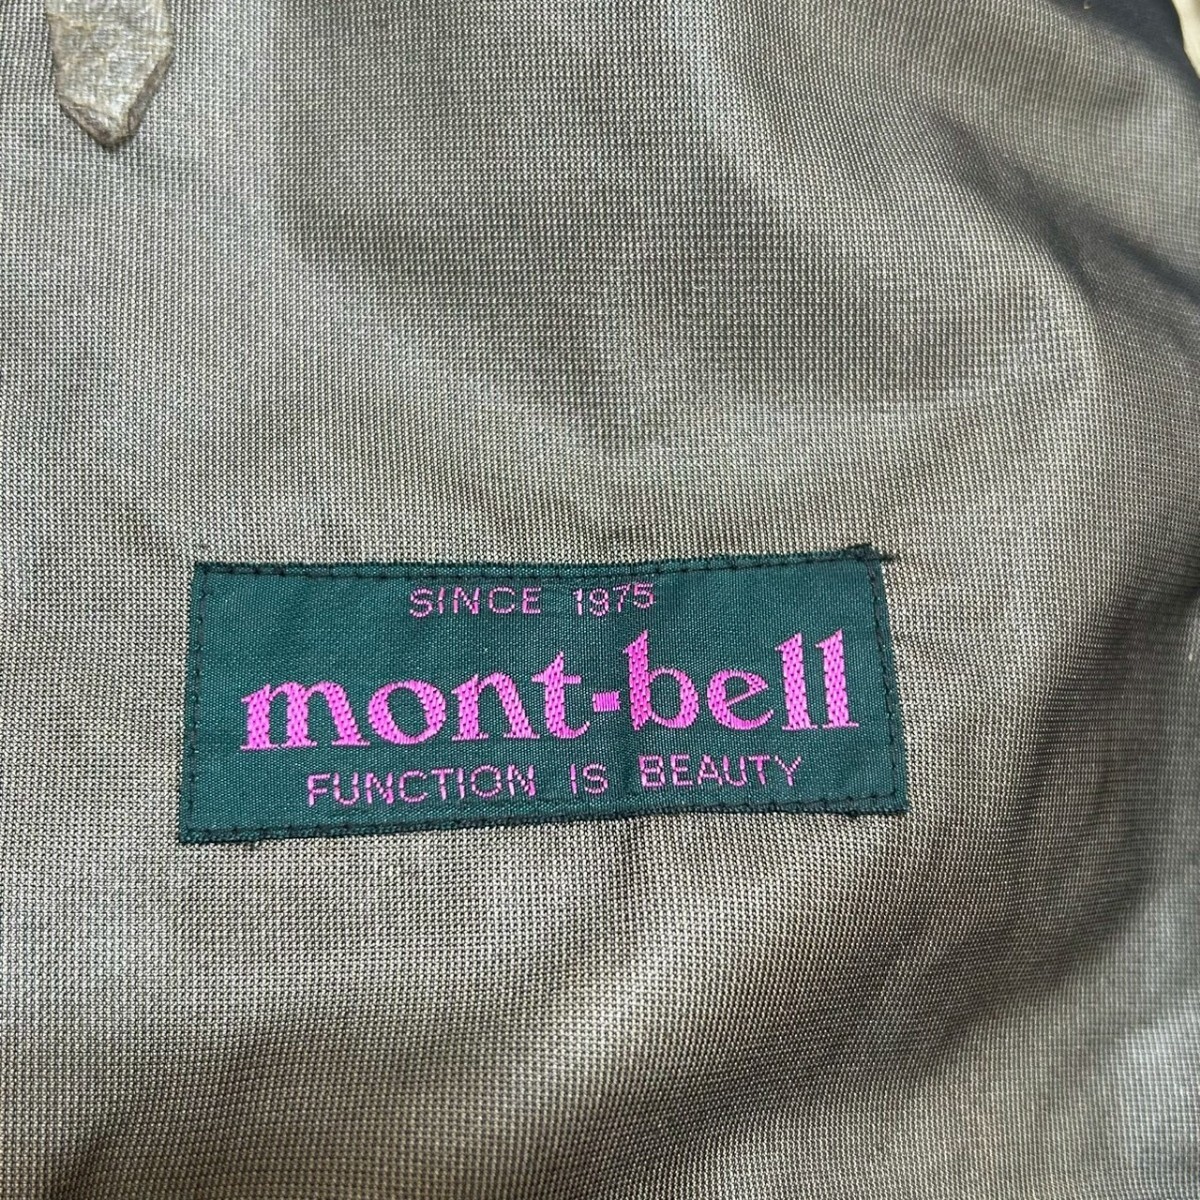 SINCE 1975
mont-bell
FUNCTION IS BEAUTY